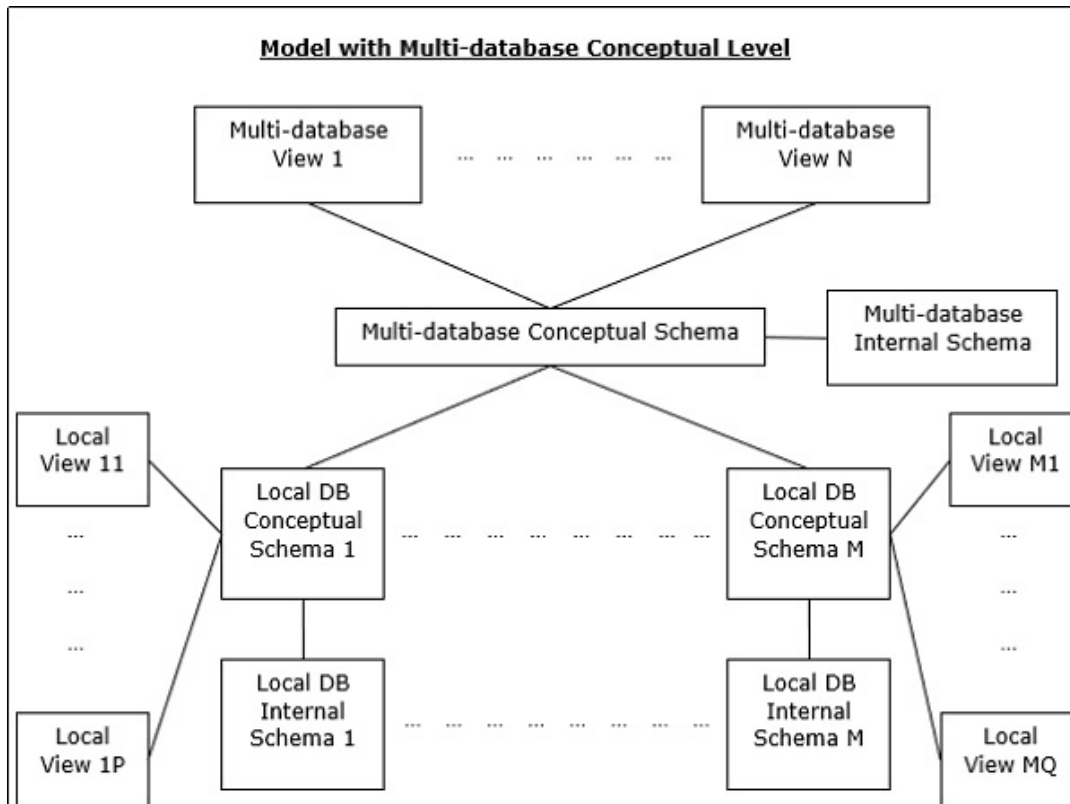 Model with Multi-database Conceptual Level
Multi-database
View 1
... ... ... ... ... ...
Multi-database
View N
Multi-database Conceptual Schema
Multi-database
Internal Schema
Local
View 11
...
...
...
Local
View 1P
Local DB
Conceptual
Schema 1
... ... ... ... ... ... ... ...
Local DB
Conceptual
Schema M
Local
View M1
...
...
...
Local
View MQ
Local DB
Internal
Schema 1
... ... ... ... ... ... ... ...
Local DB
Internal
Schema M